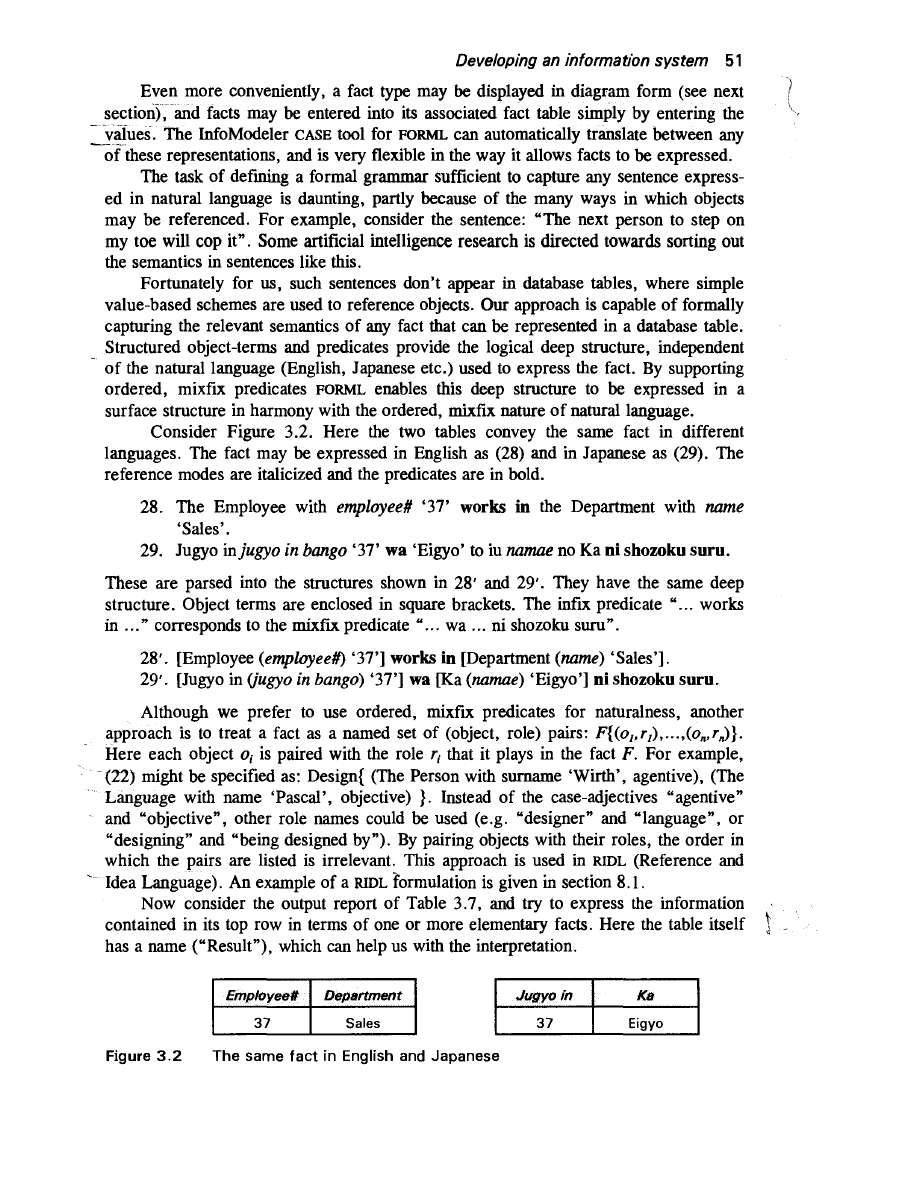 Developing an information system 51
Even more conveniently, a fact type may be displayed in diagram form (see next
section), and facts may be entered into its associated fact table simply by entering the
values. The InfoModeler CASE tool for FORML can automatically translate between any
of these representations, and is very flexible in the way it allows facts to be expressed.
The task of defining a formal grammar sufficient to capture any sentence express-
ed in natural language is daunting, partly because of the many ways in which objects
may be referenced. For example, consider the sentence: “The next person to step on
my toe will cop it”. Some artificial intelligence research is directed towards sorting out
the semantics in sentences like this.
Fortunately for us, such sentences don’t appear in database tables, where simple
value-based schemes are used to reference objects. Our approach is capable of formally
capturing the relevant semantics of any fact that can be represented in a database table.
Structured object-terms and predicates provide the logical deep structure, independent
of the natural language (English, Japanese etc.) used to express the fact. By supporting
ordered, mixfix predicates FORML enables this deep structure to be expressed in a
surface structure in harmony with the ordered, mixfix nature of natural language.
Consider Figure 3.2. Here the two tables convey the same fact in different
languages. The fact may be expressed in English as (28) and in Japanese as (29). The
reference modes are italicized and the predicates are in bold.
28. The Employee with employee# ‘37’ works in the Department with name
‘Sales’.
29. Jugyo in jugyo in bango ‘37’ wa ‘Eigyo’ to iu namae no Ka ni shozoku suru.
These are parsed into the structures shown in 28′ and 29′. They have the same deep
structure. Object terms are enclosed in square brackets. The infix predicate “... works
in ...” corresponds to the mixfix predicate “... wa ... ni shozoku suru”.
28′. [Employee (employee#) ‘37’] works in [Department (name) ‘Sales’].
29′. [Jugyo in (jugyo in bango) ‘37’] wa [Ka (namae) ‘Eigyo’] ni shozoku suru.
Although we prefer to use ordered, mixfix predicates for naturalness, another
approach is to treat a fact as a named set of (object, role) pairs: F{(o₁,r₁),...,(oₙ,rₙ)}.
Here each object oᵢ is paired with the role rᵢ that it plays in the fact F. For example,
(22) might be specified as: Design{ (The Person with surname ‘Wirth’, agentive), (The
Language with name ‘Pascal’, objective) }. Instead of the case-adjectives “agentive”
and “objective”, other role names could be used (e.g. “designer” and “language”, or
“designing” and “being designed by”). By pairing objects with their roles, the order in
which the pairs are listed is irrelevant. This approach is used in RIDL (Reference and
Idea Language). An example of a RIDL formulation is given in section 8.1.
Now consider the output report of Table 3.7, and try to express the information
contained in its top row in terms of one or more elementary facts. Here the table itself
has a name (“Result”), which can help us with the interpretation.
Employee# Department
37 Sales
Jugyo in Ka
37 Eigyo
Figure 3.2 The same fact in English and Japanese